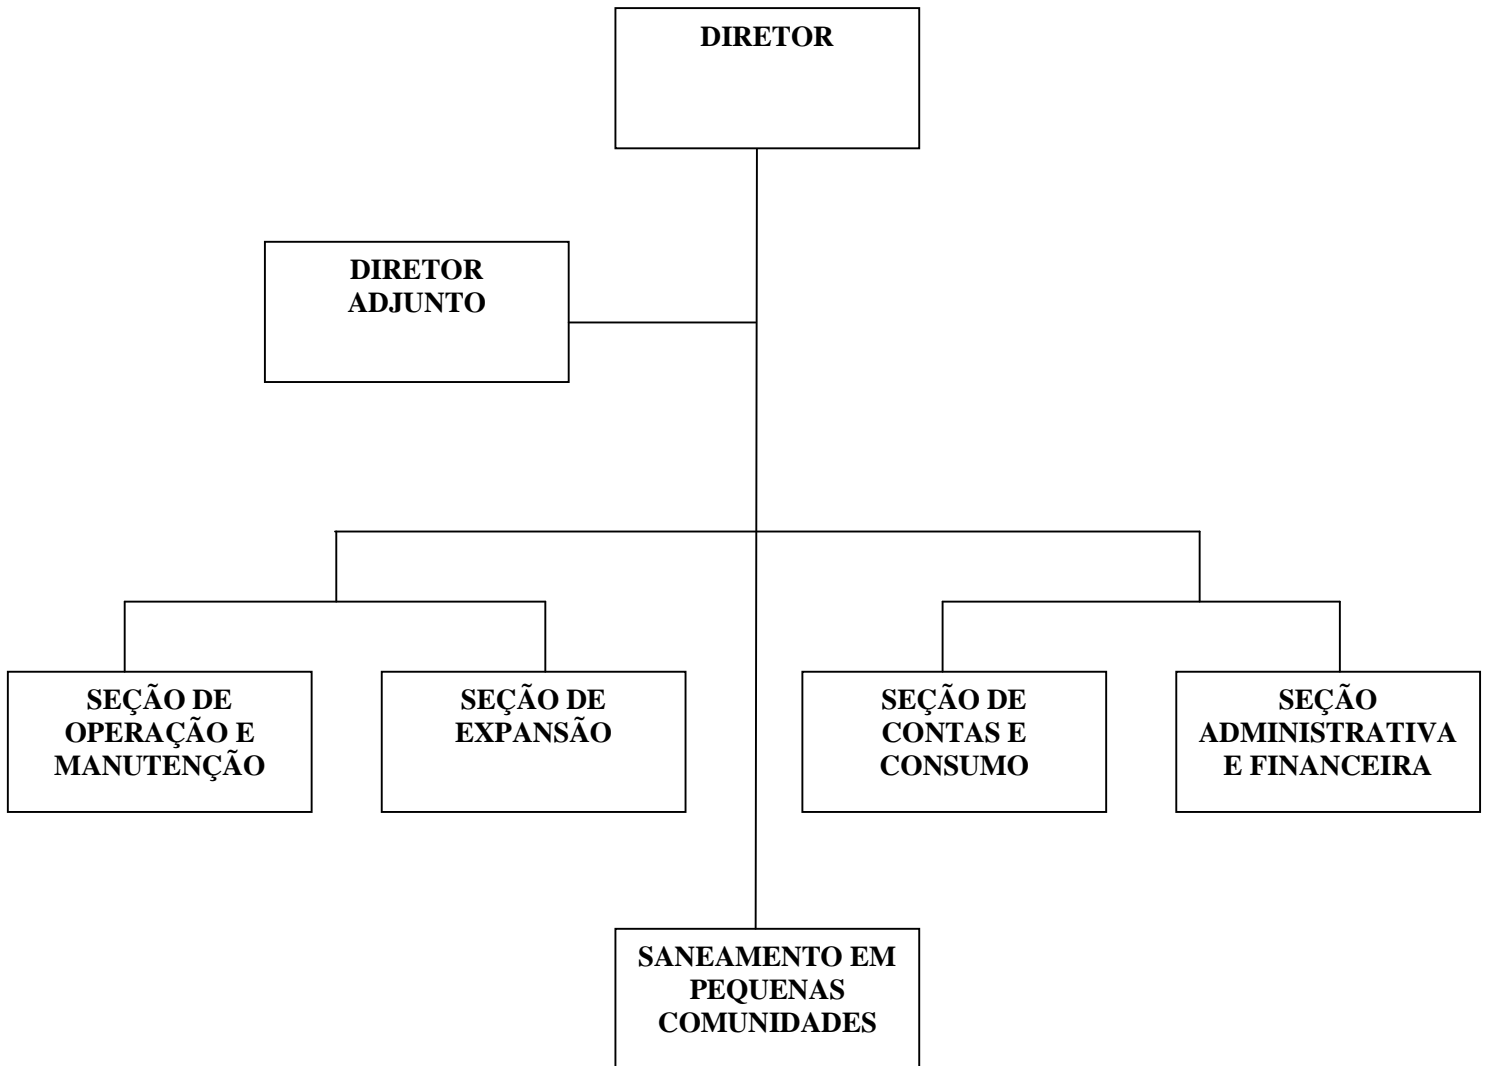 DIRETOR
DIRETOR
ADJUNTO
SEÇÃO DE
OPERAÇÃO E
MANUTENÇÃO
SEÇÃO DE
EXPANSÃO
SEÇÃO DE
CONTAS E
CONSUMO
SEÇÃO
ADMINISTRATIVA
E FINANCEIRA
SANEAMENTO EM
PEQUENAS
COMUNIDADES